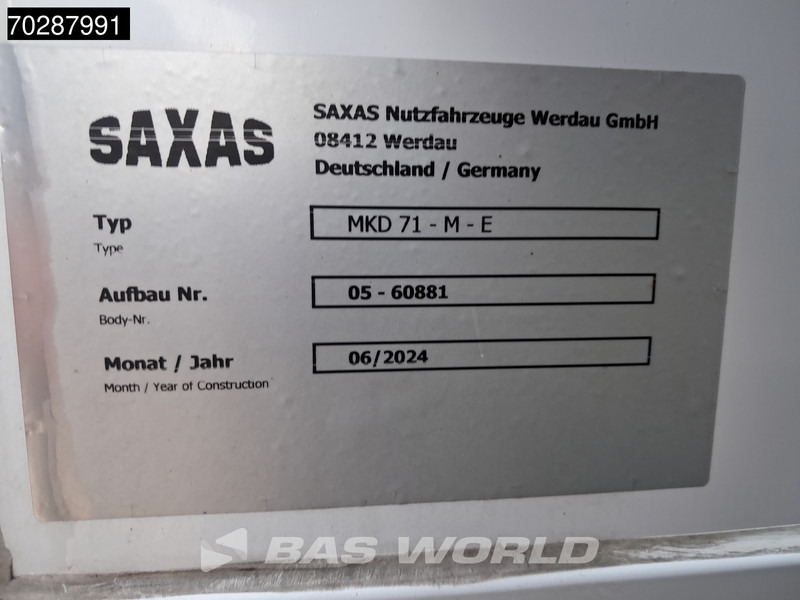 70287991
SAXAS
SAXAS Nutzfahrzeuge Werdau GmbH
08412 Werdau
Deutschland / Germany
Typ
Type
MKD 71 - M - E
Aufbau Nr.
Body-Nr.
05 - 60881
Monat / Jahr
Month / Year of Construction
06/2024
BAS WORLD